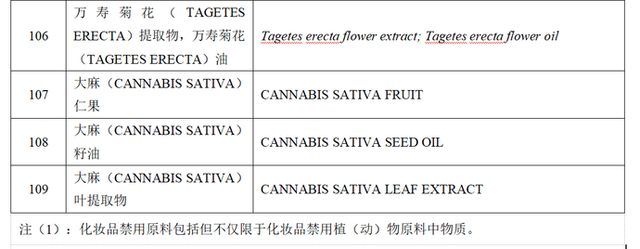 106
万寿菊花（TAGETES
ERECTA）提取物，万寿菊花
（TAGETES ERECTA）油
Tagetes erecta flower extract; Tagetes erecta flower oil
107
大麻（CANNABIS SATIVA）
仁果
CANNABIS SATIVA FRUIT
108
大麻（CANNABIS SATIVA）
籽油
CANNABIS SATIVA SEED OIL
109
大麻（CANNABIS SATIVA）
叶提取物
CANNABIS SATIVA LEAF EXTRACT
注（1）：化妆品禁用原料包括但不仅限于化妆品禁用植（动）物原料中物质。